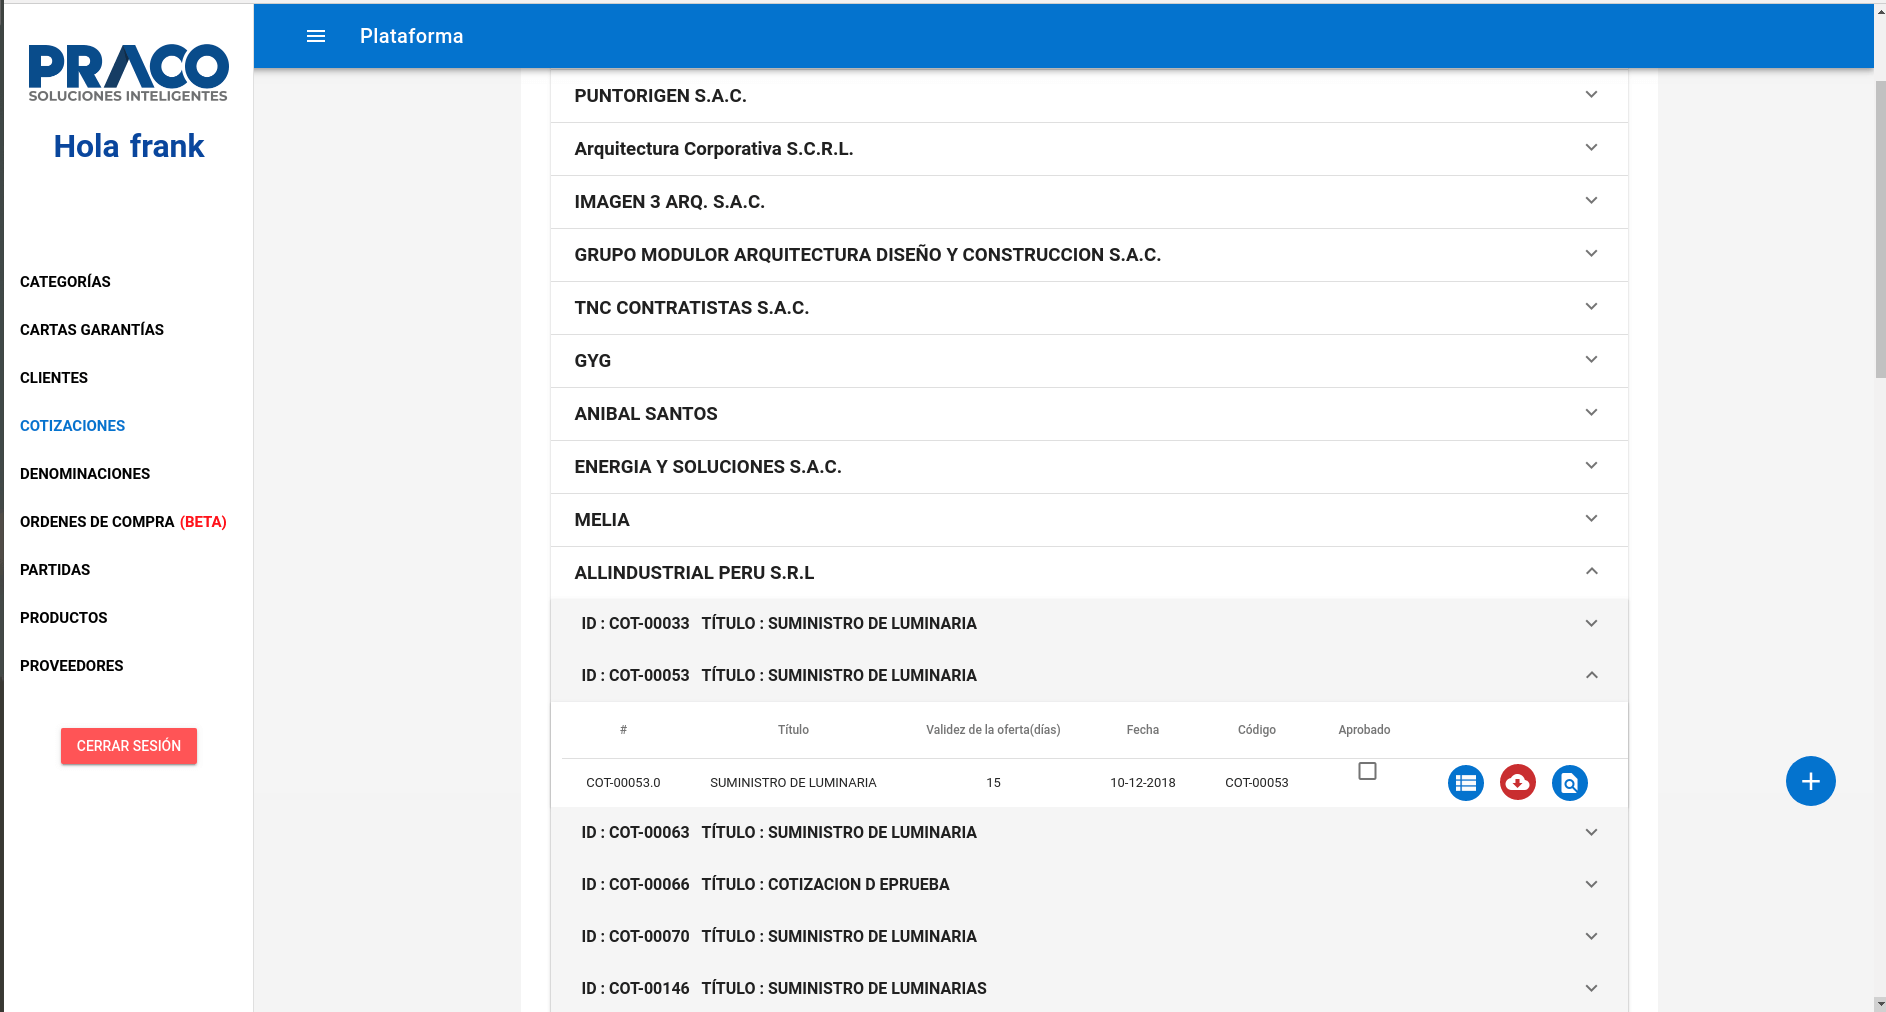 PRACO
SOLUCIONES INTELIGENTES
Hola frank
CATEGORÍAS
CARTAS GARANTÍAS
CLIENTES
COTIZACIONES
DENOMINACIONES
ORDENES DE COMPRA (BETA)
PARTIDAS
PRODUCTOS
PROVEEDORES
CERRAR SESIÓN
Plataforma
PUNTORIGEN S.A.C.
Arquitectura Corporativa S.C.R.L.
IMAGEN 3 ARQ. S.A.C.
GRUPO MODULOR ARQUITECTURA DISEÑO Y CONSTRUCCION S.A.C.
TNC CONTRATISTAS S.A.C.
GYG
ANIBAL SANTOS
ENERGIA Y SOLUCIONES S.A.C.
MELIA
ALLINDUSTRIAL PERU S.R.L
ID : COT-00033 TÍTULO : SUMINISTRO DE LUMINARIA
ID : COT-00053 TÍTULO : SUMINISTRO DE LUMINARIA
# Título Validez de la oferta(días) Fecha Código Aprobado
COT-00053.0 SUMINISTRO DE LUMINARIA 15 10-12-2018 COT-00053
ID : COT-00063 TÍTULO : SUMINISTRO DE LUMINARIA
ID : COT-00066 TÍTULO : COTIZACION D EPRUEBA
ID : COT-00070 TÍTULO : SUMINISTRO DE LUMINARIA
ID : COT-00146 TÍTULO : SUMINISTRO DE LUMINARIAS